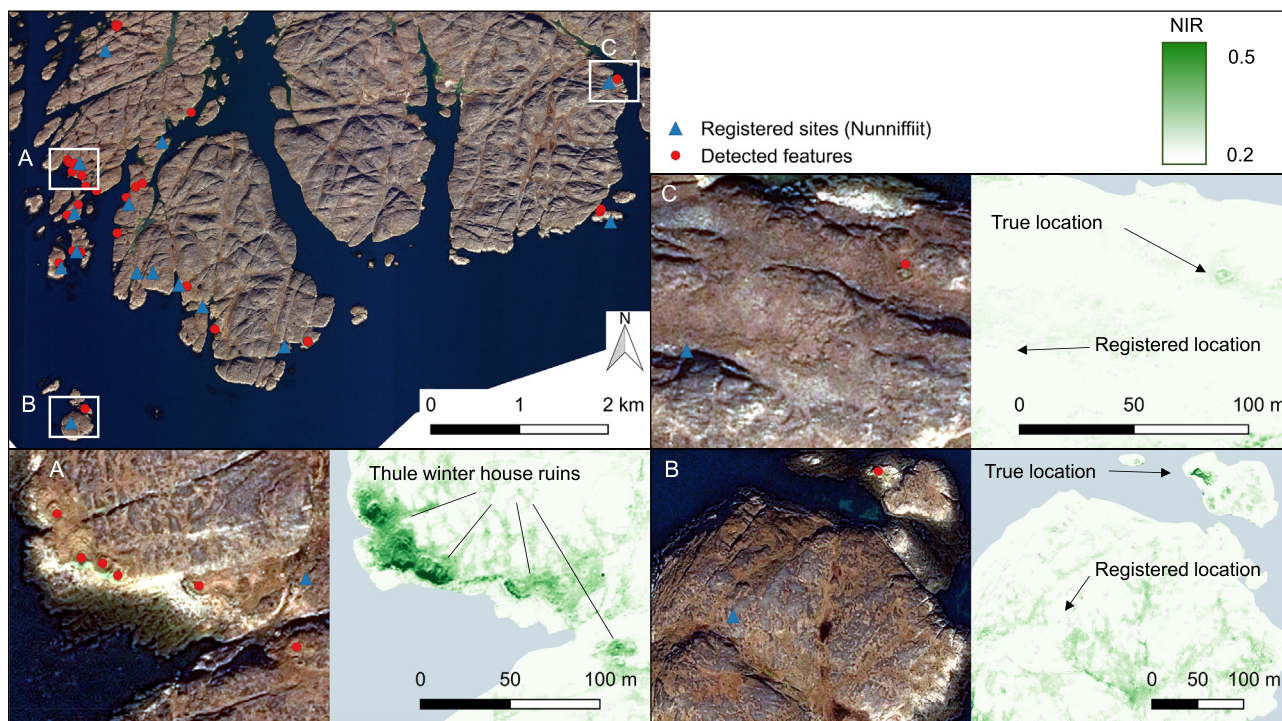 NIR
0.5
0.2
Registered sites (Nunniffiit)
Detected features
A
B
C
N
0 1 2 km
C
True location
Registered location
0 50 100 m
A
Thule winter house ruins
0 50 100 m
B
True location
Registered location
0 50 100 m